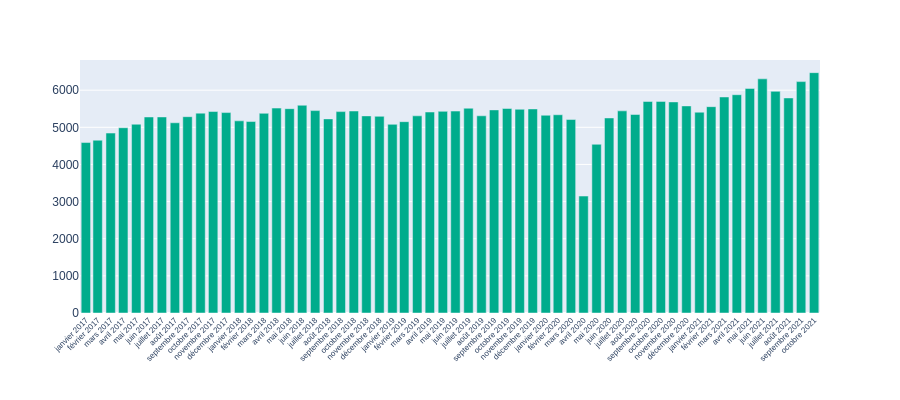 6000
5000
4000
3000
2000
1000
0
janvier 2017
février 2017
mars 2017
avril 2017
mai 2017
juin 2017
juillet 2017
août 2017
septembre 2017
octobre 2017
novembre 2017
décembre 2017
janvier 2018
février 2018
mars 2018
avril 2018
mai 2018
juin 2018
juillet 2018
août 2018
septembre 2018
octobre 2018
novembre 2018
décembre 2018
janvier 2019
février 2019
mars 2019
avril 2019
mai 2019
juin 2019
juillet 2019
août 2019
septembre 2019
octobre 2019
novembre 2019
décembre 2019
janvier 2020
février 2020
mars 2020
avril 2020
mai 2020
juin 2020
juillet 2020
août 2020
septembre 2020
octobre 2020
novembre 2020
décembre 2020
janvier 2021
février 2021
mars 2021
avril 2021
mai 2021
juin 2021
juillet 2021
août 2021
septembre 2021
octobre 2021